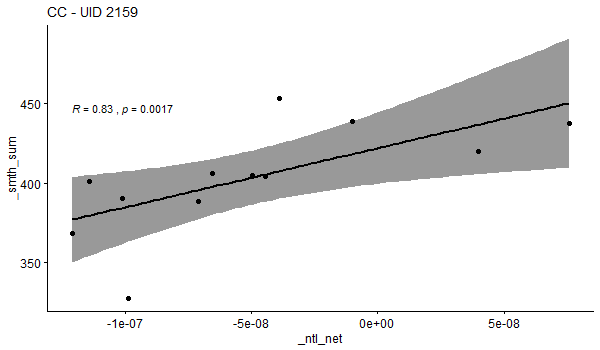 CC - UID 2159
R = 0.83 , p = 0.0017
450
400
350
_smth_sum
-1e-07
-5e-08
0e+00
5e-08
_ntl_net